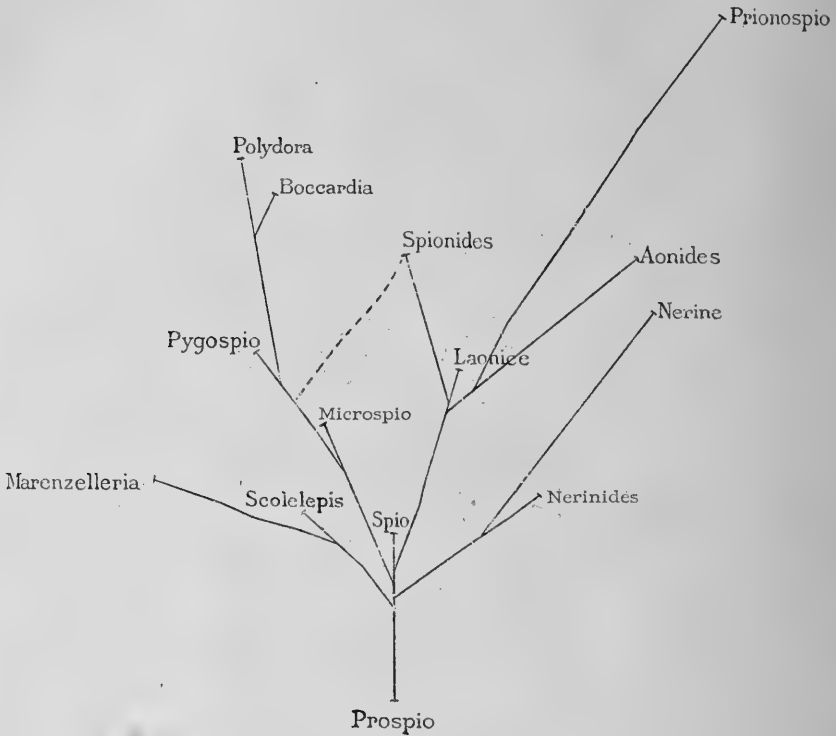 Prionospio
Polydora
Boccardia
Spionides
Aonides
Nerine
Pygospio
Laonice
Microspio
Marenzelleria
Scolelepis
Nerinides
Spio
Prospio